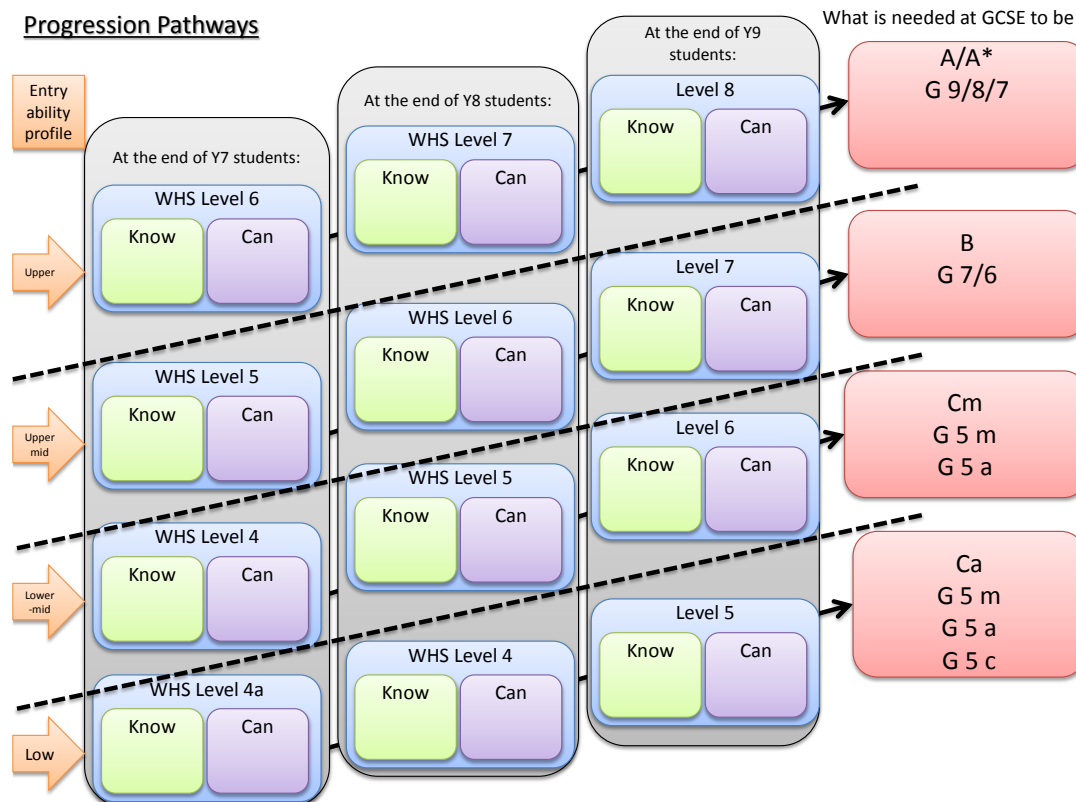 Progression Pathways
Entry
ability
profile
Upper
Upper
mid
Lower
-mid
Low
At the end of Y7 students:
WHS Level 6
Know
Can
WHS Level 5
Know
Can
WHS Level 4
Know
Can
WHS Level 4a
Know
Can
At the end of Y8 students:
WHS Level 7
Know
Can
WHS Level 6
Know
Can
WHS Level 5
Know
Can
WHS Level 4
Know
Can
At the end of Y9
students:
Level 8
Know
Can
Level 7
Know
Can
Level 6
Know
Can
Level 5
Know
Can
What is needed at GCSE to be
A/A*
G 9/8/7
B
G 7/6
Cm
G 5 m
G 5 a
Ca
G 5 m
G 5 a
G 5 c